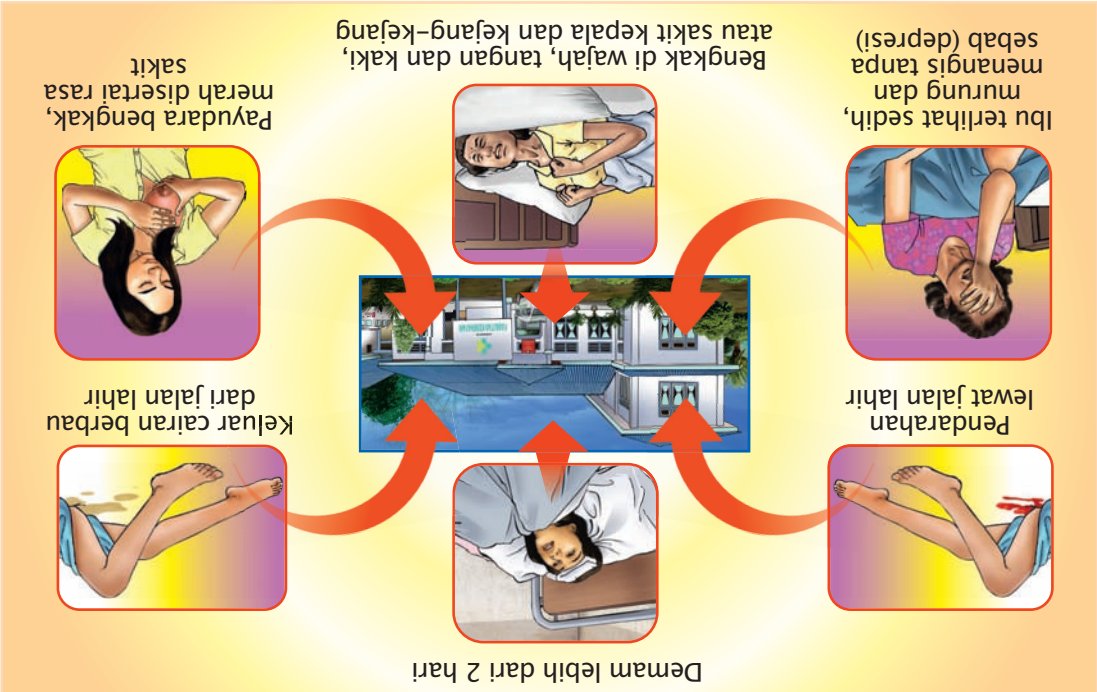 Demam lebih dari 2 hari
Pendarahan
lewat jalan lahir
Keluar cairan berbau
dari jalan lahir
Ibu terlihat sedih,
murung dan
menangis tanpa
sebab (depresi)
Bengkak di wajah, tangan dan kaki,
atau sakit kepala dan kejang-kejang
Payudara bengkak,
merah disertai rasa
sakit